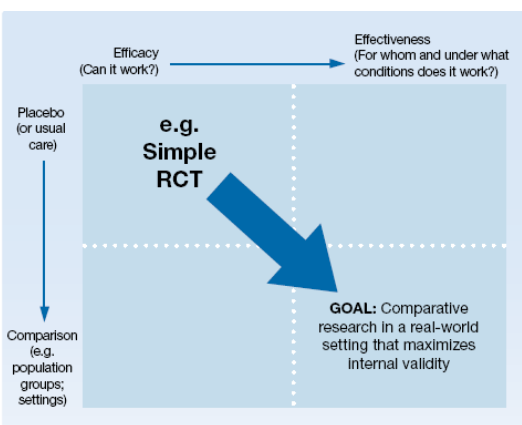 Efficacy
(Can it work?)
Effectiveness
(For whom and under what
conditions does it work?)
Placebo
(or usual
care)
e.g.
Simple
RCT
GOAL: Comparative
research in a real-world
setting that maximizes
internal validity
Comparison
(e.g.
population
groups;
settings)